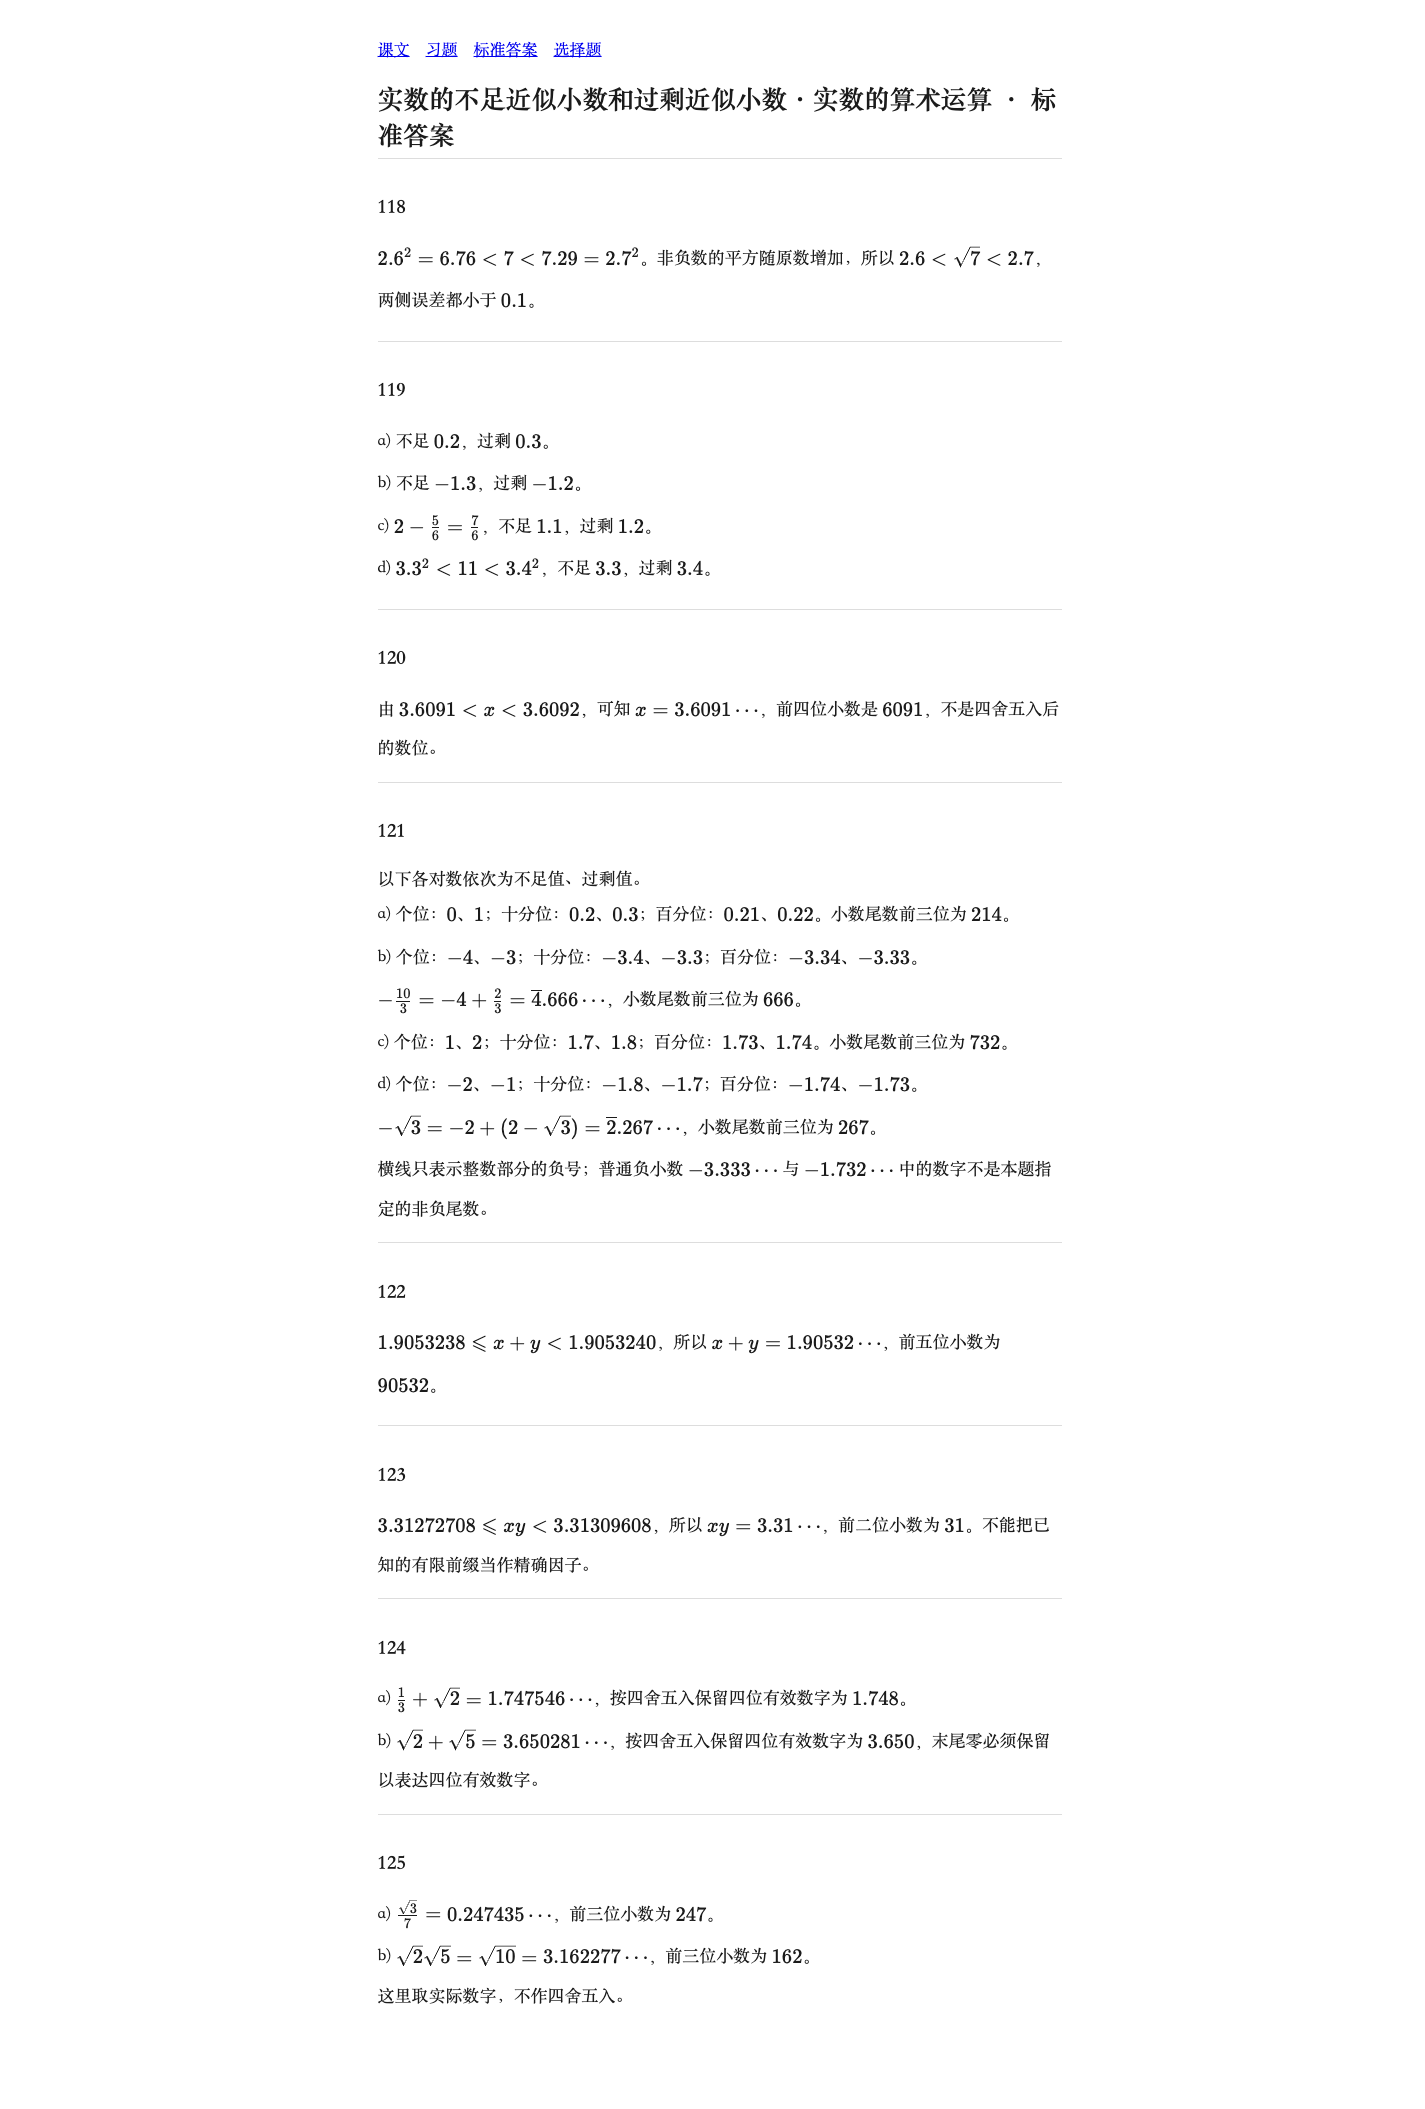 课文 习题 标准答案 选择题
实数的不足近似小数和过剩近似小数·实数的算术运算 · 标
准答案
118
2.6² = 6.76 < 7 < 7.29 = 2.7²。非负数的平方随原数增加，所以 2.6 < √7 < 2.7，
两侧误差都小于 0.1。
119
a) 不足 0.2，过剩 0.3。
b) 不足 −1.3，过剩 −1.2。
c) 2 − 5/6 = 7/6，不足 1.1，过剩 1.2。
d) 3.3² < 11 < 3.4²，不足 3.3，过剩 3.4。
120
由 3.6091 < x < 3.6092，可知 x = 3.6091⋯，前四位小数是 6091，不是四舍五入后
的数位。
121
以下各对数依次为不足值、过剩值。
a) 个位：0、1；十分位：0.2、0.3；百分位：0.21、0.22。小数尾数前三位为 214。
b) 个位：−4、−3；十分位：−3.4、−3.3；百分位：−3.34、−3.33。
−10/3 = −4 + 2/3 = 4̅.666⋯，小数尾数前三位为 666。
c) 个位：1、2；十分位：1.7、1.8；百分位：1.73、1.74。小数尾数前三位为 732。
d) 个位：−2、−1；十分位：−1.8、−1.7；百分位：−1.74、−1.73。
−√3 = −2 + (2 − √3) = 2̅.267⋯，小数尾数前三位为 267。
横线只表示整数部分的负号；普通负小数 −3.333⋯ 与 −1.732⋯ 中的数字不是本题指
定的非负尾数。
122
1.9053238 ⩽ x + y < 1.9053240，所以 x + y = 1.90532⋯，前五位小数为
90532。
123
3.31272708 ⩽ xy < 3.31309608，所以 xy = 3.31⋯，前二位小数为 31。不能把已
知的有限前缀当作精确因子。
124
a) 1/3 + √2 = 1.747546⋯，按四舍五入保留四位有效数字为 1.748。
b) √2 + √5 = 3.650281⋯，按四舍五入保留四位有效数字为 3.650，末尾零必须保留
以表达四位有效数字。
125
a) √3/7 = 0.247435⋯，前三位小数为 247。
b) √2√5 = √10 = 3.162277⋯，前三位小数为 162。
这里取实际数字，不作四舍五入。